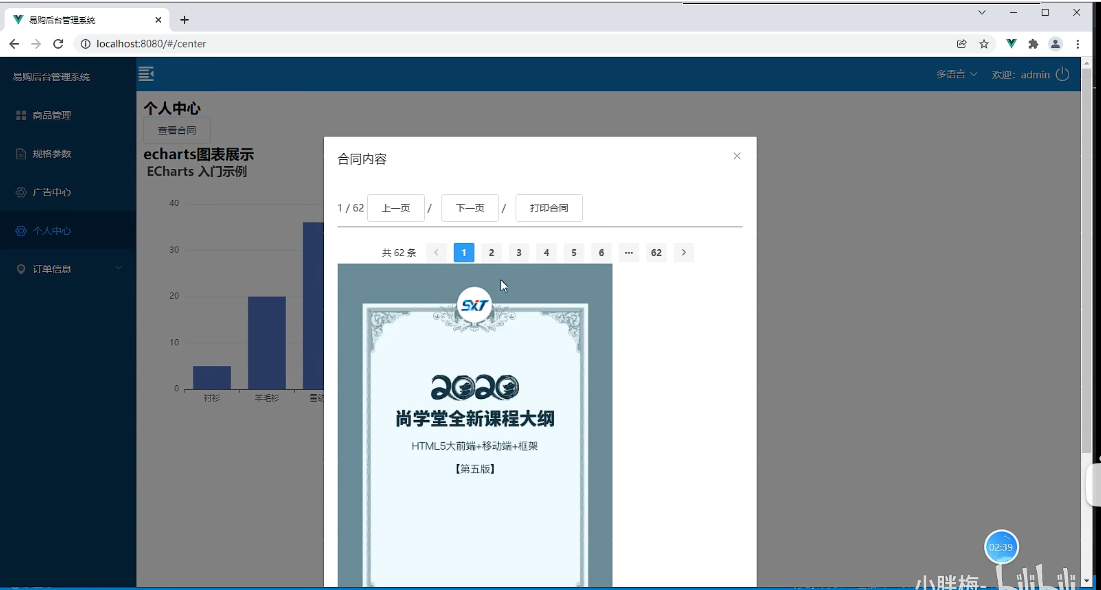 易购后台管理系统
localhost:8080/#/center
易购后台管理系统
多语言
欢迎：admin
商品管理
规格参数
广告中心
个人中心
订单信息
个人中心
查看合同
echarts图表展示
ECharts 入门示例
40
30
20
10
0
衬衫
羊毛衫
合同内容
1 / 62 上一页 / 下一页 / 打印合同
共 62 条 1 2 3 4 5 6 ··· 62
SXT
2020
尚学堂全新课程大纲
HTML5大前端+移动端+框架
【第五版】
02:39
小胖梅- bilibili